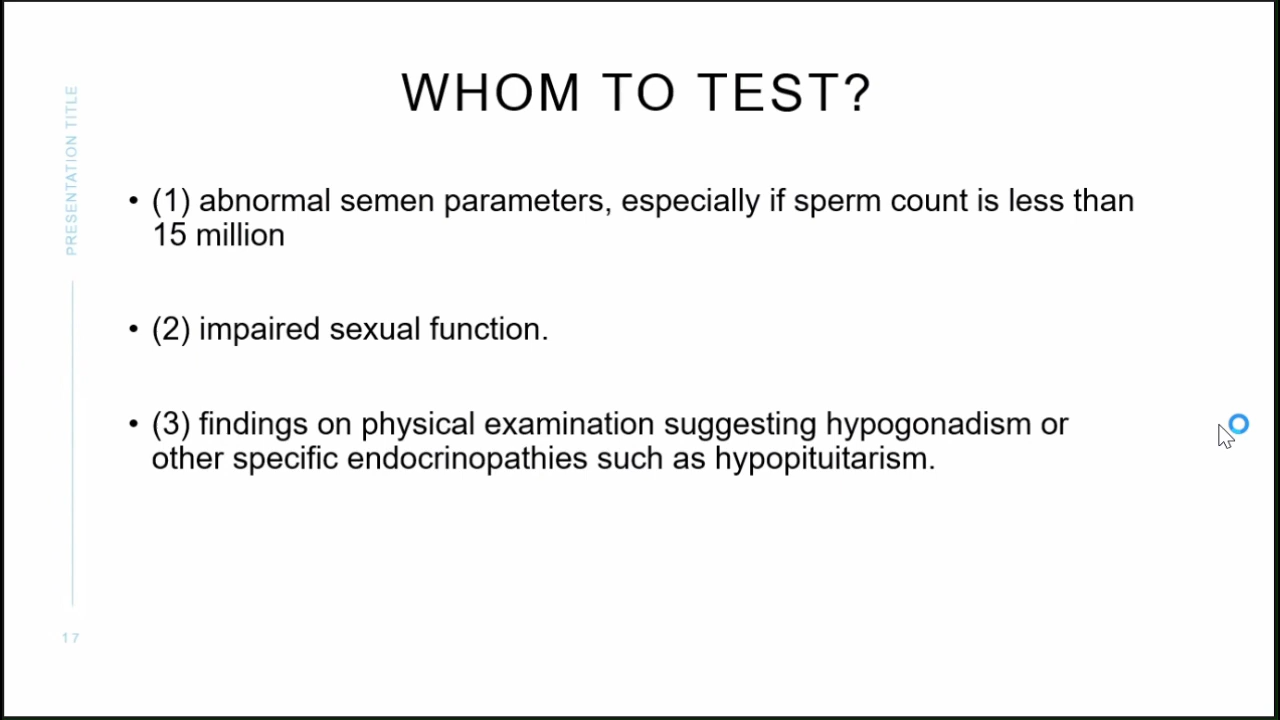 WHOM TO TEST?
PRESENTATION TITLE
• (1) abnormal semen parameters, especially if sperm count is less than
15 million
• (2) impaired sexual function.
• (3) findings on physical examination suggesting hypogonadism or
other specific endocrinopathies such as hypopituitarism.
17